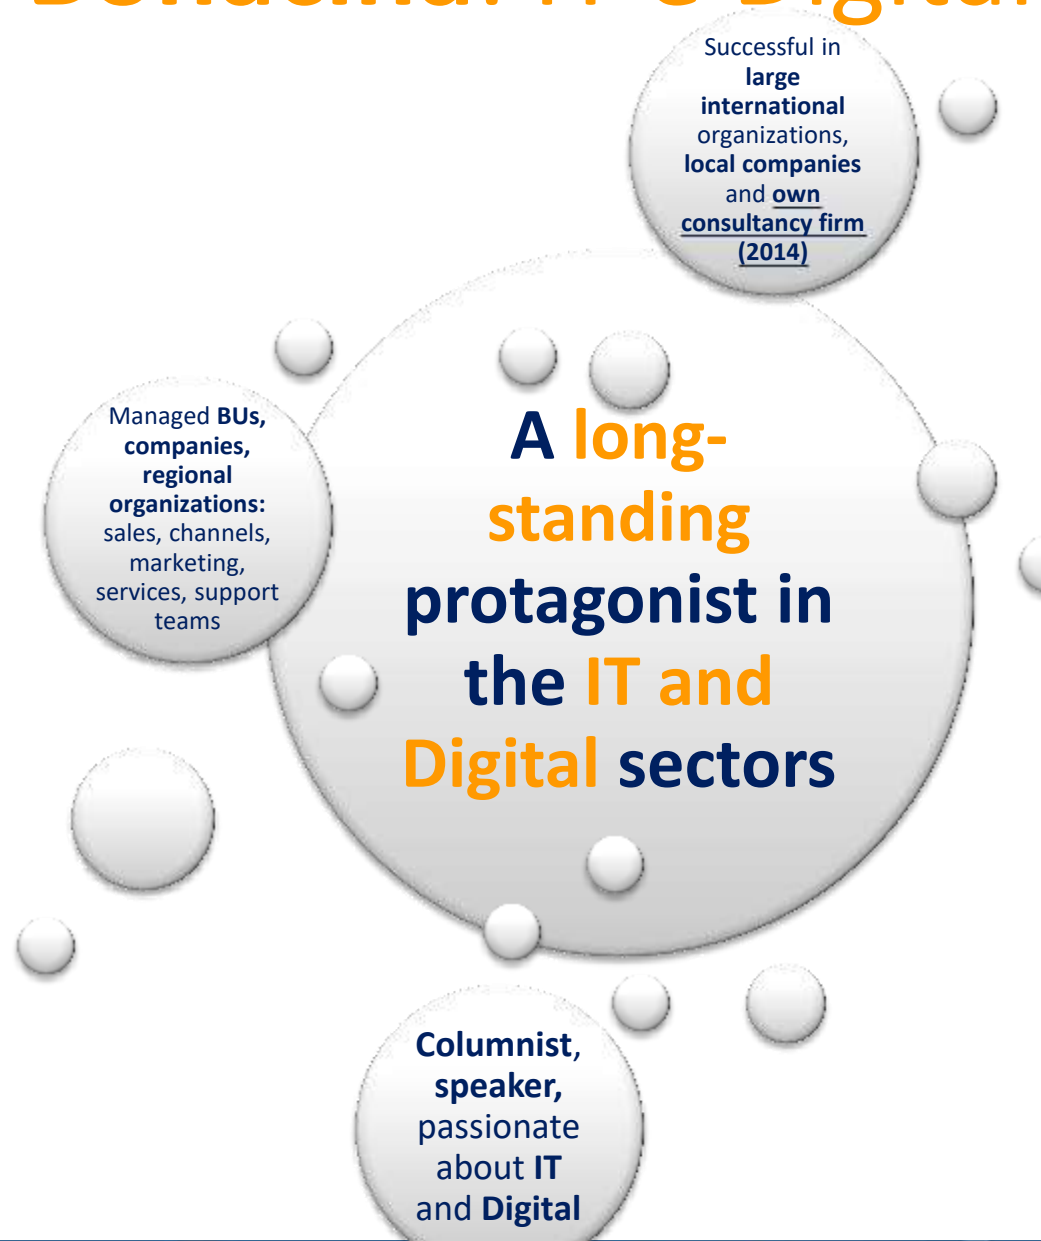 Digital
Successful in
large
international
organizations,
local companies
and own
consultancy firm
(2014)
Managed BUs,
companies,
regional
organizations:
sales, channels,
marketing,
services, support
teams
A long-
standing
protagonist in
the IT and
Digital sectors
Columnist,
speaker,
passionate
about IT
and Digital